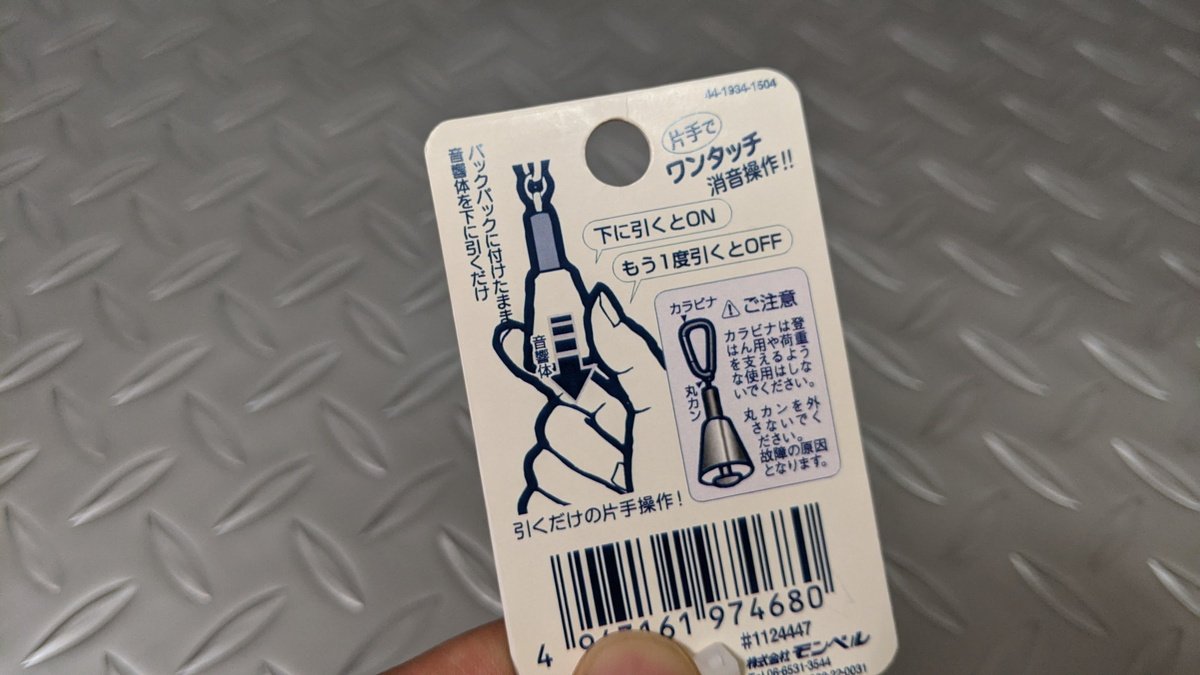 44-1934-1504
片手で
ワンタッチ
消音操作!!
バックパックに付けたまま
音響体を下に引くだけ
下に引くとON
もう1度引くとOFF
音響体
引くだけの片手操作!
カラビナ
ご注意
丸カン
カラビナは登
はん用や荷重
を支えるよう
な使用はしな
いでください。
丸カンを外
さないでく
ださい。
故障の原因
となります。
4 161 974680
#1124447
株式会社 モンベル
Tel.06-6531-3544